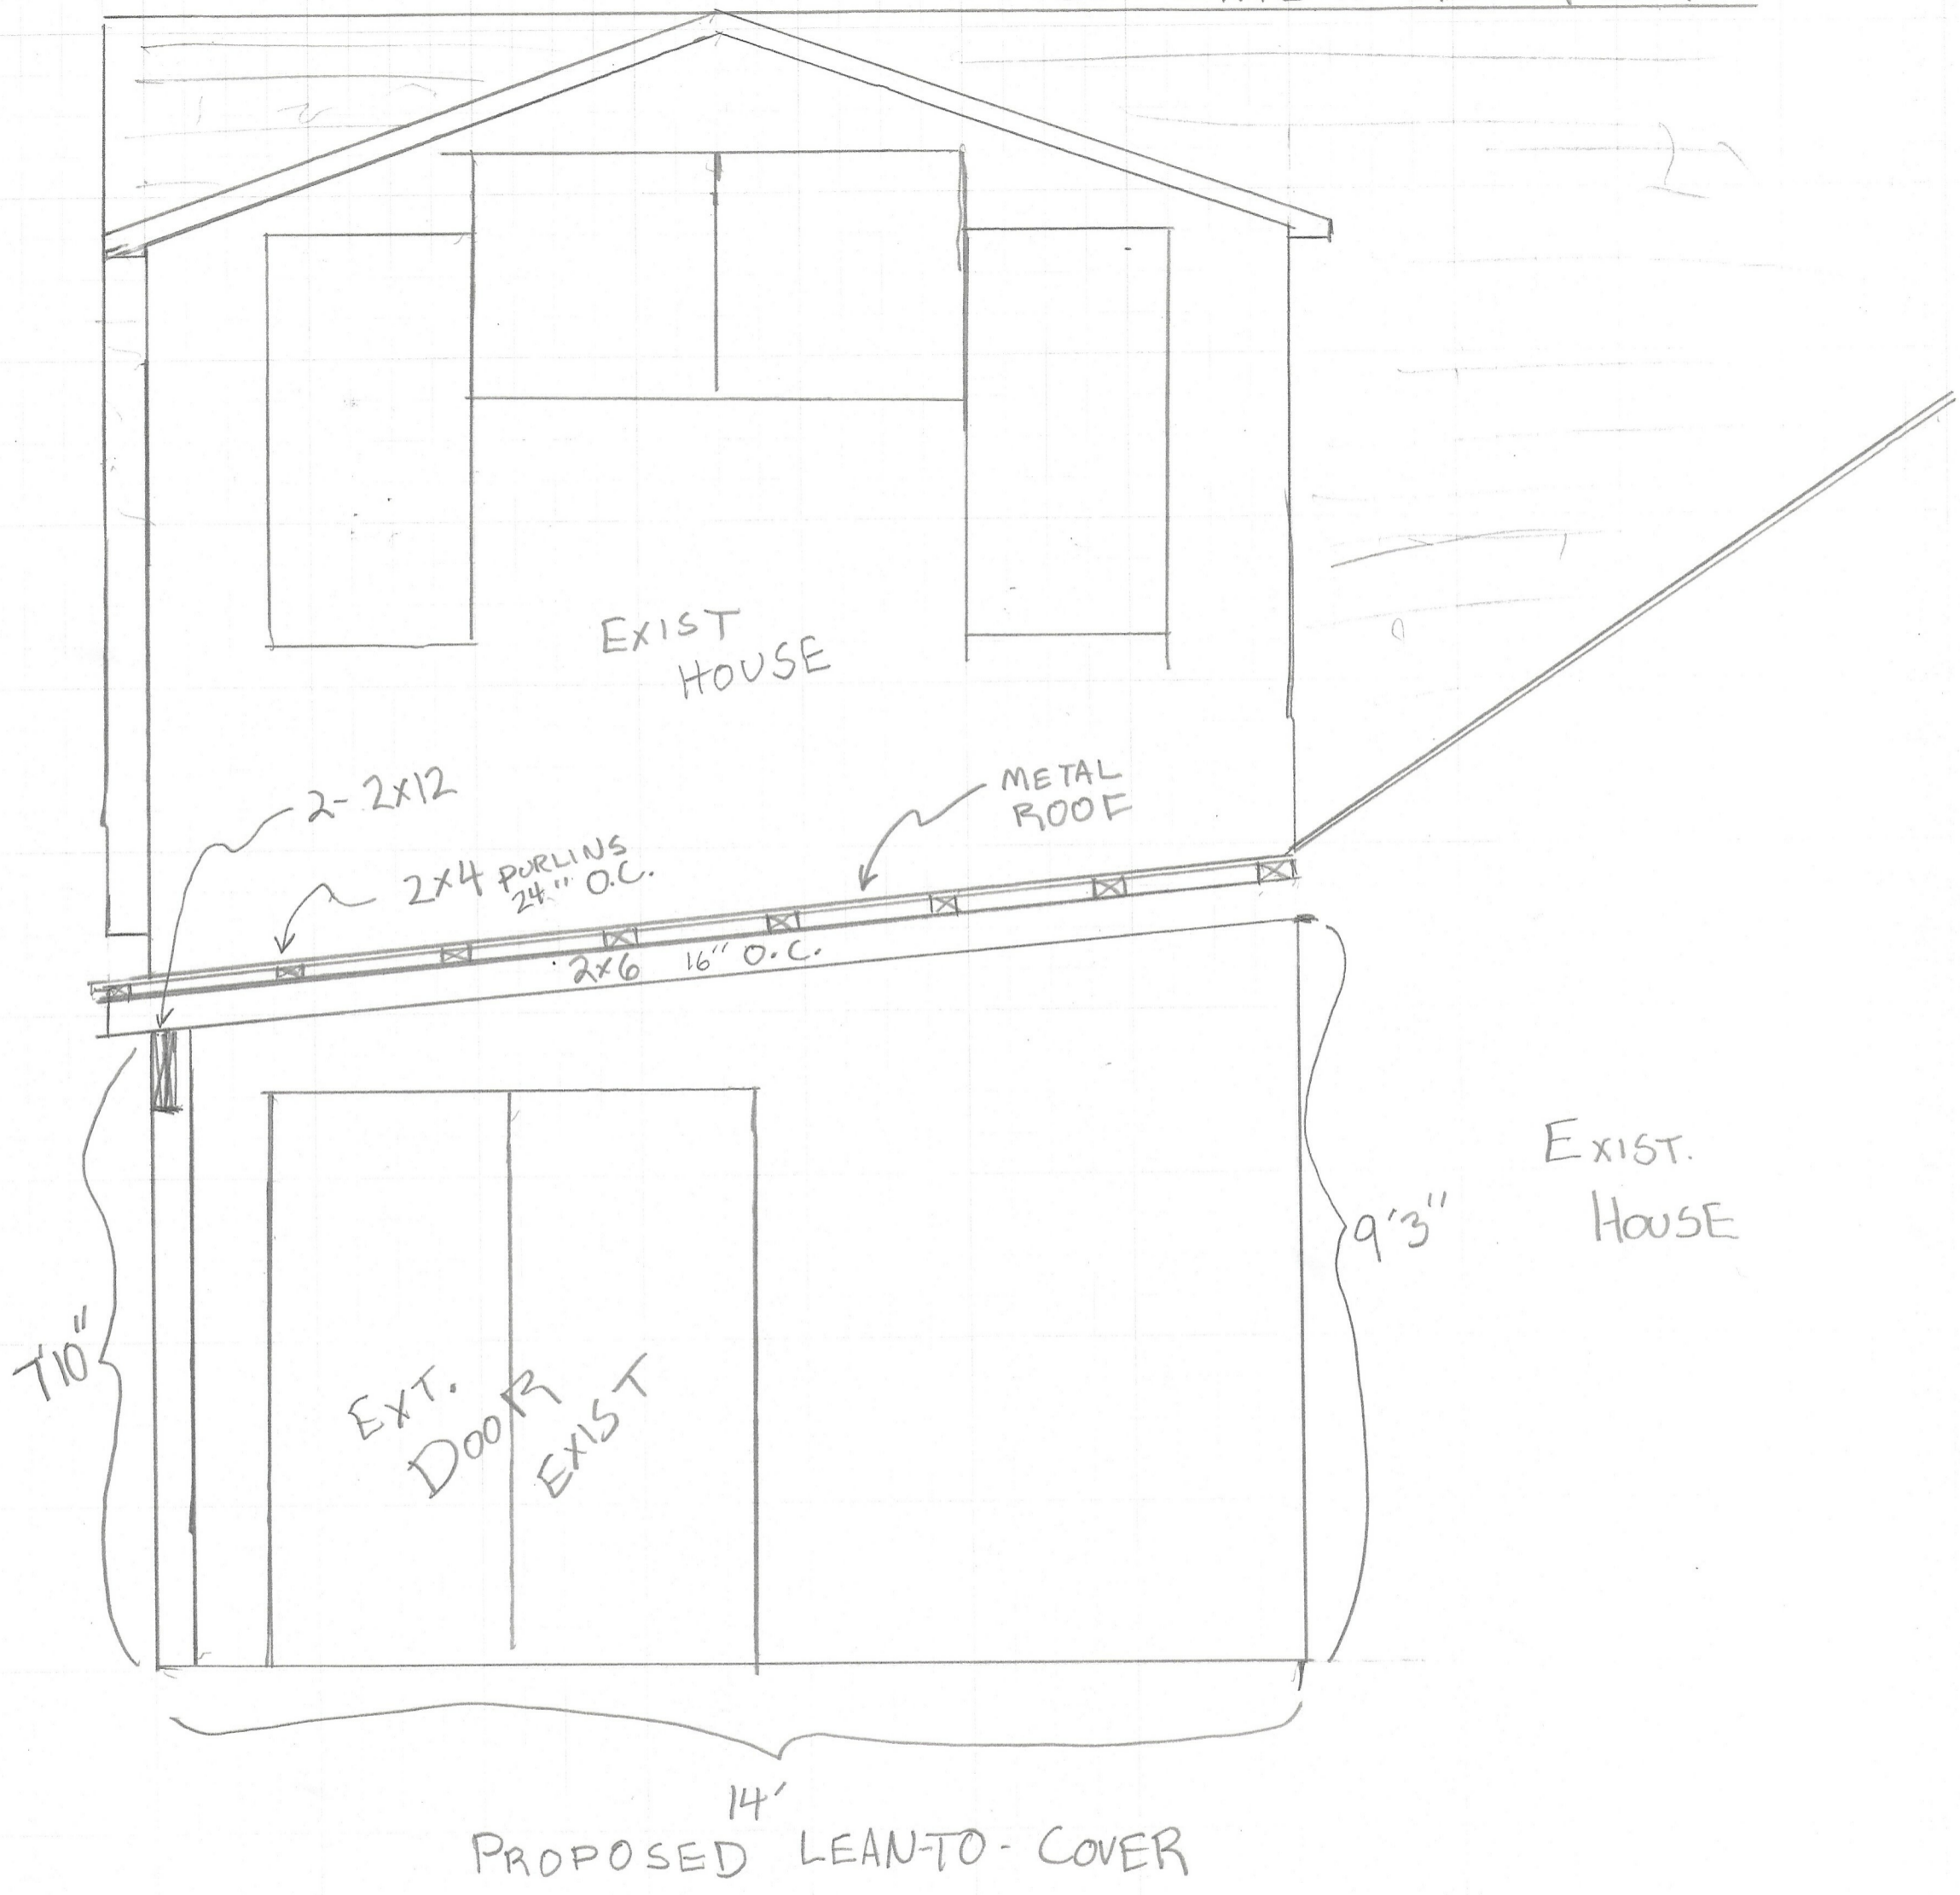 EXIST
HOUSE
2-2x12
METAL
ROOF
2x4 PURLINS
24" O.C.
2x6 16" O.C.
EXIST.
HOUSE
9'3"
7'10"
EXT.
DOOR
EXIST
14'
PROPOSED LEAN-TO-COVER